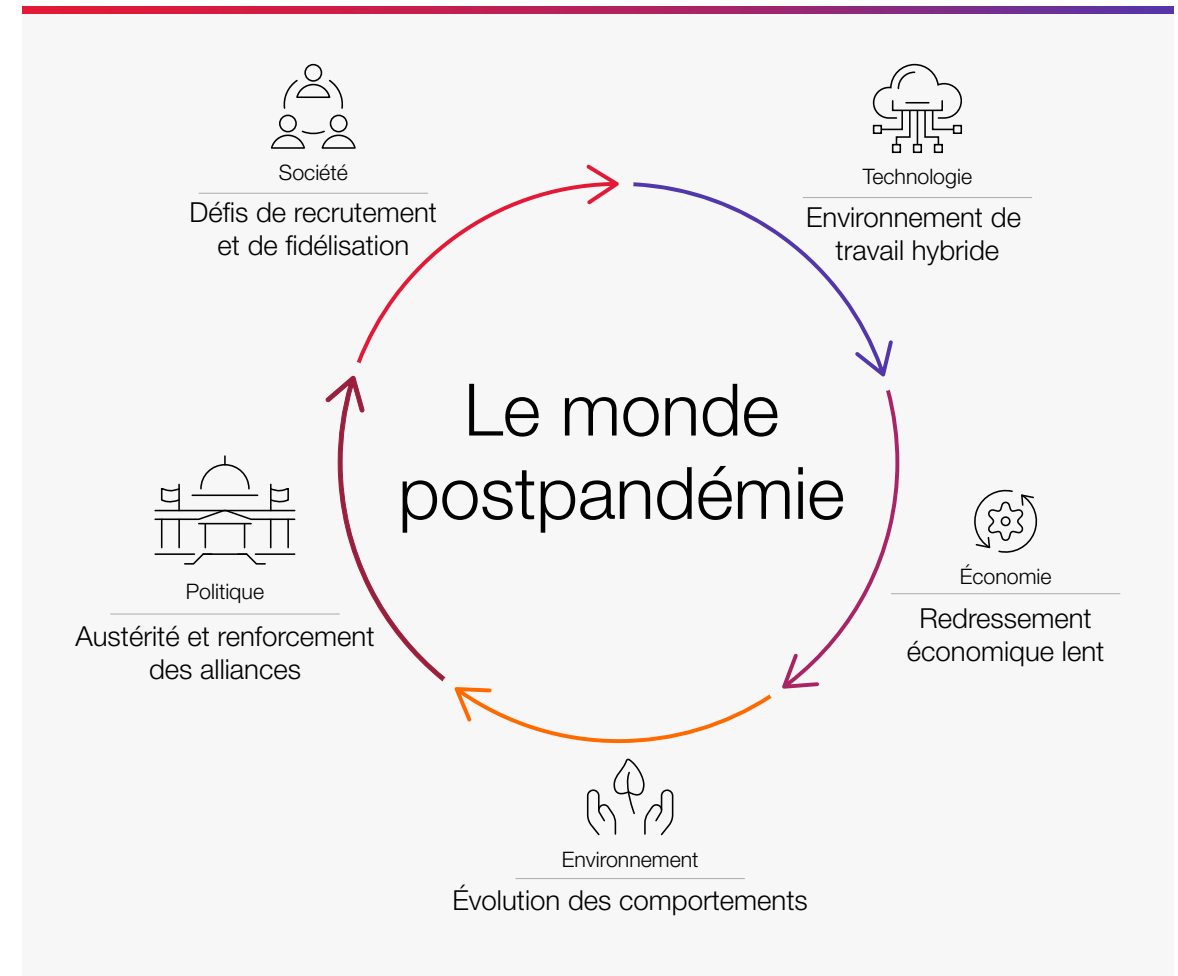 Société
Défis de recrutement
et de fidélisation
Technologie
Environnement de
travail hybride
Le monde
postpandémie
Économie
Redressement
économique lent
Politique
Austérité et renforcement
des alliances
Environnement
Évolution des comportements